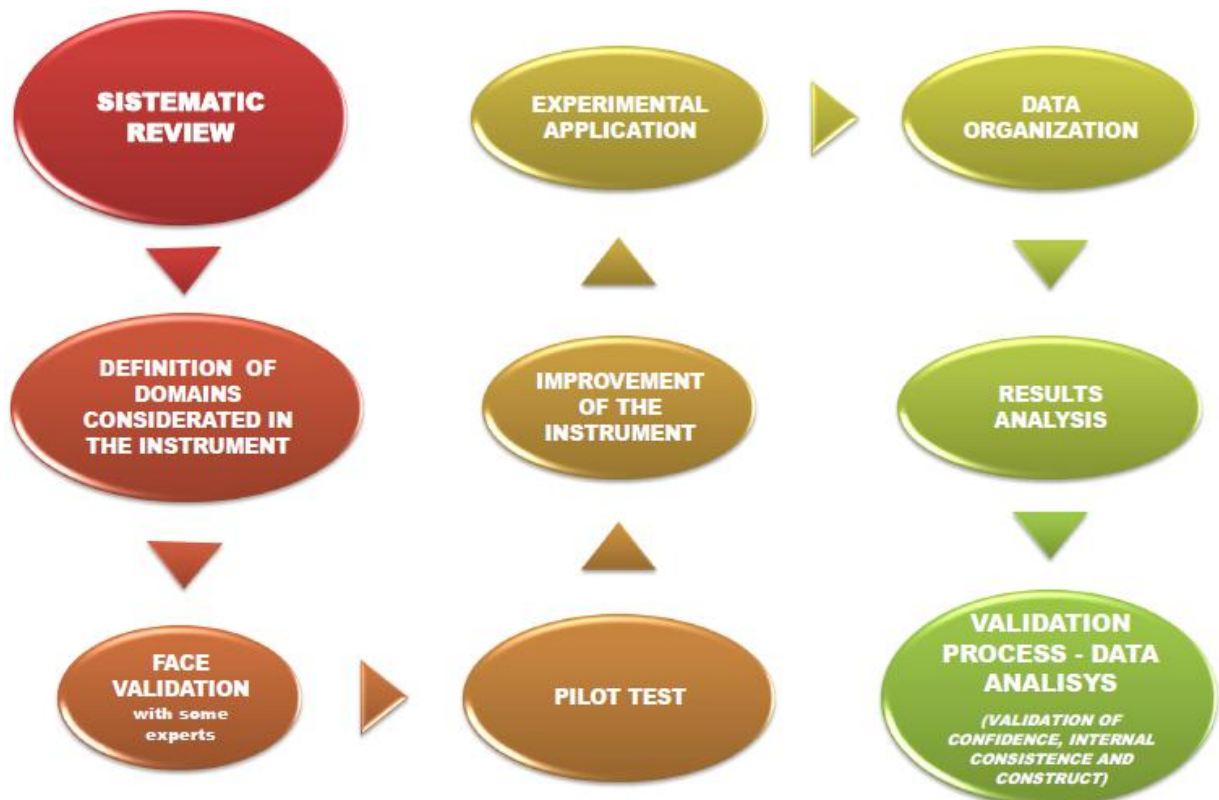 SISTEMATIC
REVIEW
DEFINITION OF
DOMAINS
CONSIDERATED IN
THE INSTRUMENT
FACE
VALIDATION
with some
experts
PILOT TEST
IMPROVEMENT
OF THE
INSTRUMENT
EXPERIMENTAL
APPLICATION
DATA
ORGANIZATION
RESULTS
ANALYSIS
VALIDATION
PROCESS - DATA
ANALISYS
(VALIDATION OF
CONFIDENCE, INTERNAL
CONSISTENCE AND
CONSTRUCT)